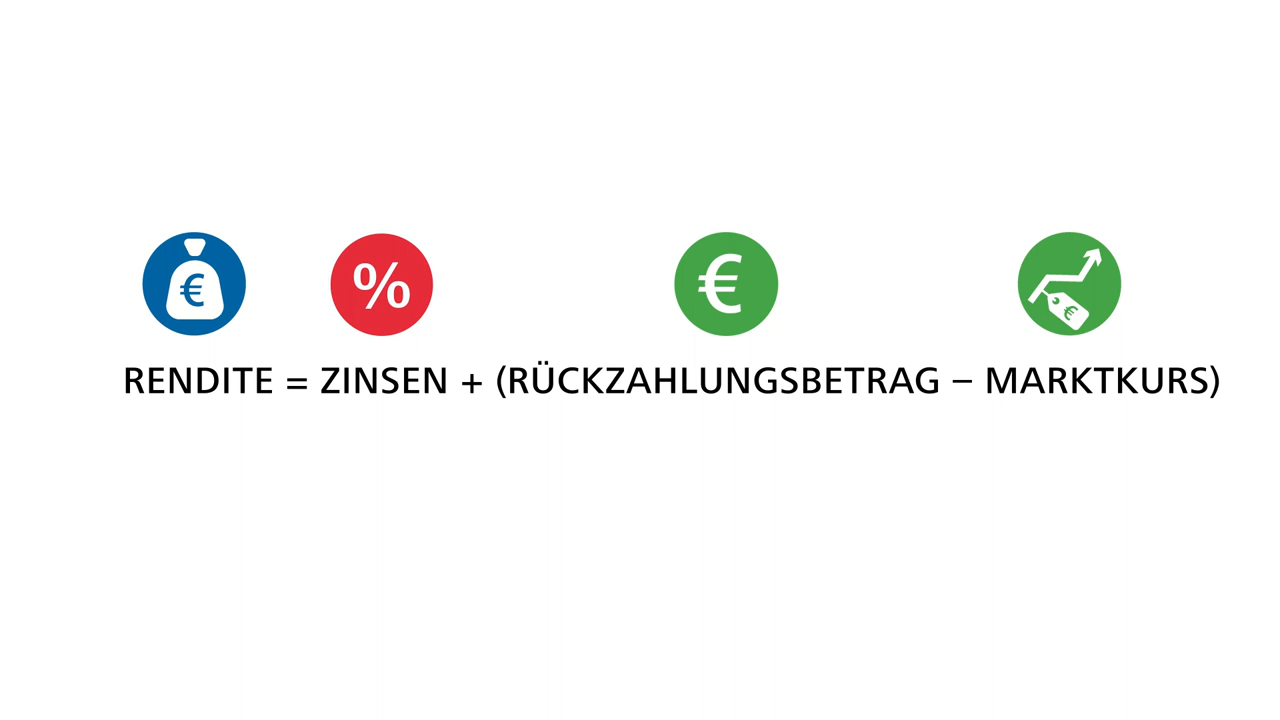 € % € €
RENDITE = ZINSEN + (RÜCKZAHLUNGSBETRAG – MARKTKURS)